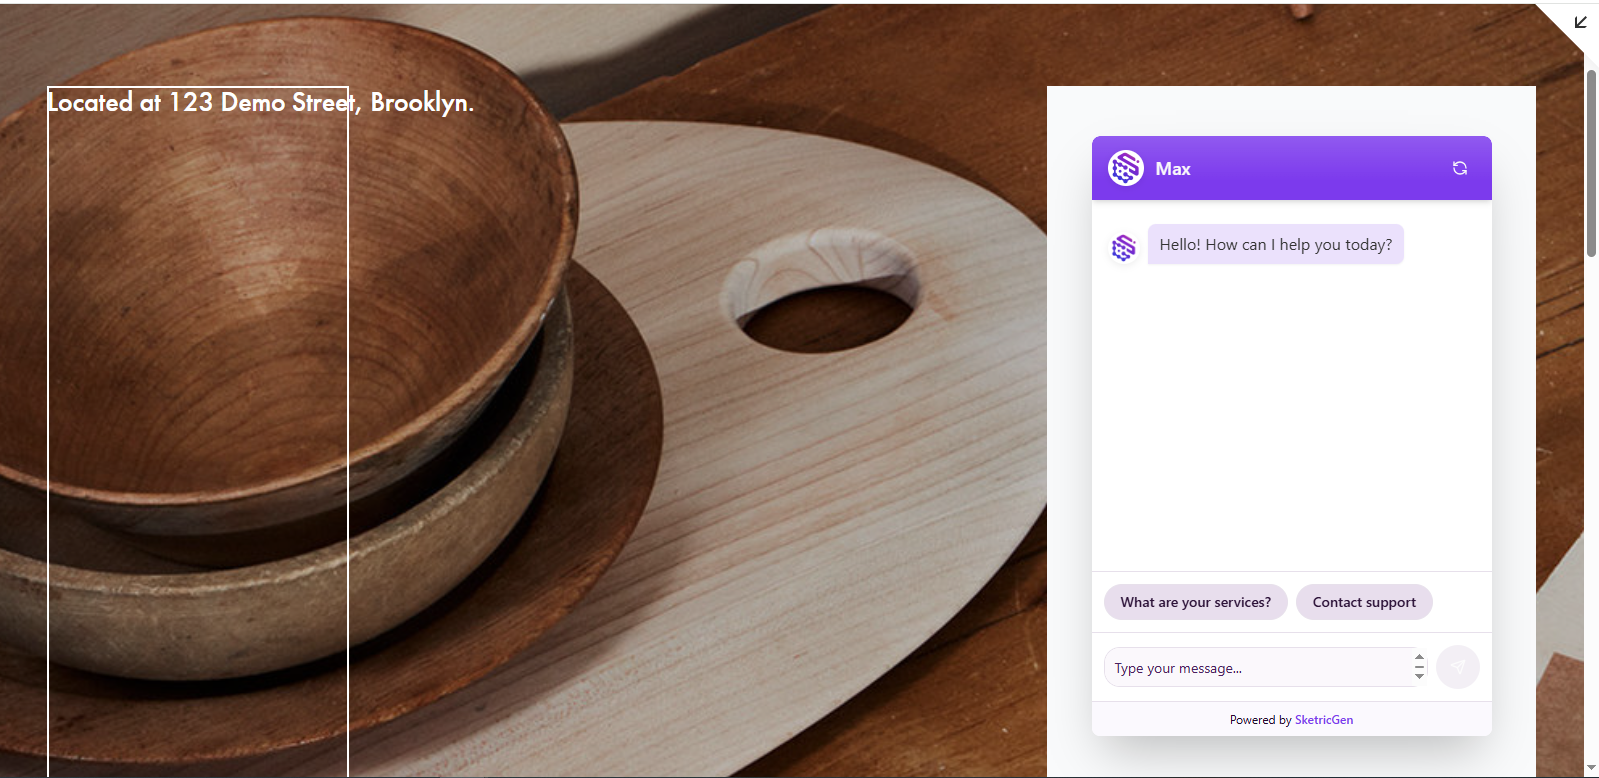 Located at 123 Demo Street, Brooklyn.
Max
Hello! How can I help you today?
What are your services?
Contact support
Type your message...
Powered by SketricGen